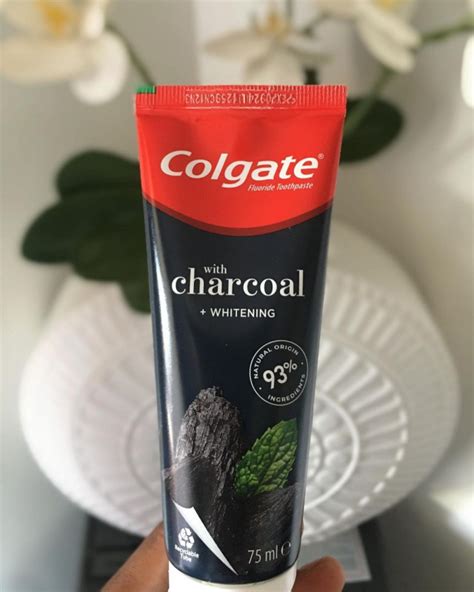 Colgate®
Fluoride Toothpaste
with
charcoal
+ WHITENING
NATURAL ORIGIN
93%
INGREDIENTS
Recyclable
Tube
75 ml e